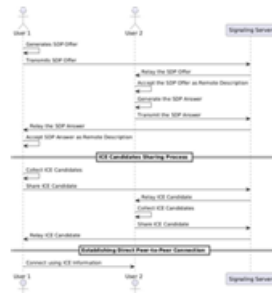 User 1
User 2
Signaling Server
Generates SDP Offer
Transmits SDP Offer
Relay the SDP Offer
Accept the SDP Offer as Remote Description
Generate the SDP Answer
Transmit the SDP Answer
Relay the SDP Answer
Accept SDP Answer as Remote Description
ICE Candidates Sharing Process
Collect ICE Candidates
Share ICE Candidate
Relay ICE Candidate
Collect ICE Candidates
Share ICE Candidate
Relay ICE Candidate
Establishing Direct Peer-to-Peer Connection
Connect using ICE Information
User 1
User 2
Signaling Server